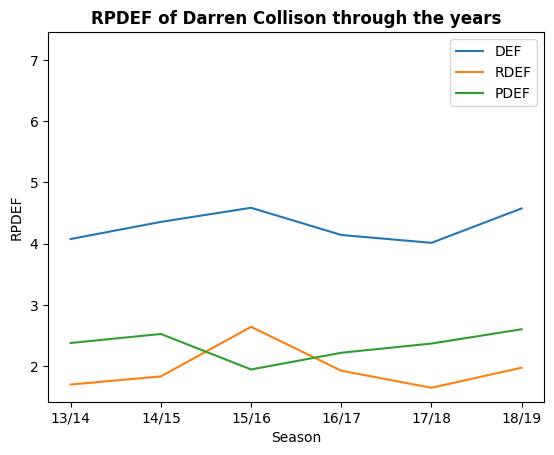 RPDEF of Darren Collison through the years
DEF
RDEF
PDEF
7
6
5
4
3
2
RPDEF
13/14 14/15 15/16 16/17 17/18 18/19
Season